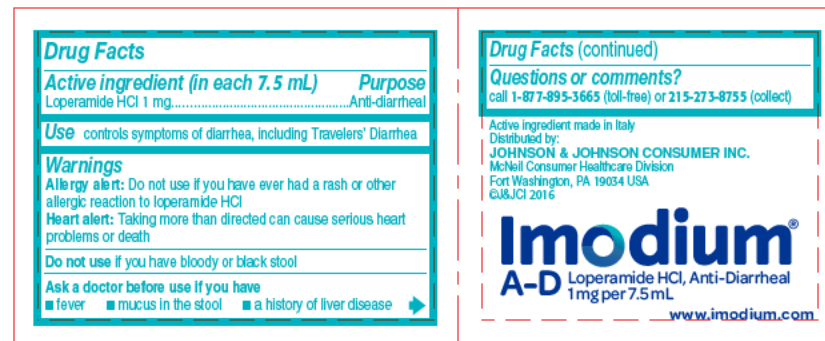 Drug Facts
Active ingredient (in each 7.5 mL) Purpose
Loperamide HCl 1 mg..................................................Anti-diarrheal
Use controls symptoms of diarrhea, including Travelers' Diarrhea
Warnings
Allergy alert: Do not use if you have ever had a rash or other
allergic reaction to loperamide HCl
Heart alert: Taking more than directed can cause serious heart
problems or death
Do not use if you have bloody or black stool
Ask a doctor before use if you have
■ fever ■ mucus in the stool ■ a history of liver disease
Drug Facts (continued)
Questions or comments?
call 1-877-895-3665 (toll-free) or 215-273-8755 (collect)
Active ingredient made in Italy
Distributed by:
JOHNSON & JOHNSON CONSUMER INC.
McNeil Consumer Healthcare Division
Fort Washington, PA 19034 USA
©J&JCI 2016
Imodium®
A-D Loperamide HCl, Anti-Diarrheal
1 mg per 7.5 mL
www.imodium.com